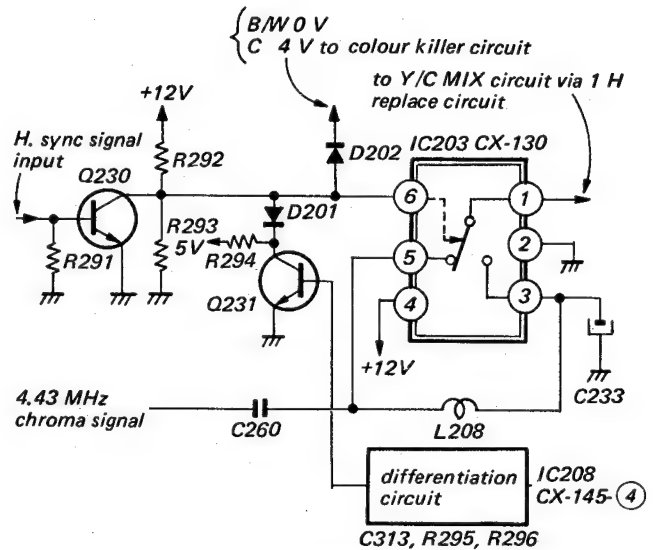 B/W 0 V
C 4 V to colour killer circuit
to Y/C MIX circuit via 1 H
replace circuit
+12V
IC203 CX-130
H. sync signal
input
Q230
R292
D202
6
1
D201
R293
5V
R294
R291
5
2
Q231
4
3
+12V
C233
4.43 MHz
chroma signal
C260
L208
differentiation
circuit
IC208
CX-145-4
C313, R295, R296